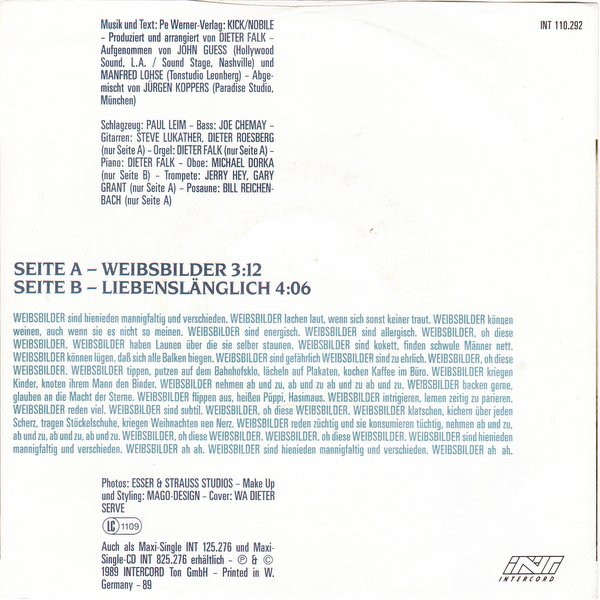 Musik und Text: Pe Werner-Verlag: KICK/NOBILE
– Produziert und arrangiert von DIETER FALK –
Aufgenommen von JOHN GUESS (Hollywood
Sound, L.A. / Sound Stage, Nashville) und
MANFRED LOHSE (Tonstudio Leonberg) – Abge-
mischt von JÜRGEN KOPPERS (Paradise Studio,
München)
INT 110.292
Schlagzeug: PAUL LEIM – Bass: JOE CHEMAY –
Gitarren: STEVE LUKATHER, DIETER ROESBERG
(nur Seite A) – Orgel: DIETER FALK (nur Seite A) –
Piano: DIETER FALK – Oboe: MICHAEL DORKA
(nur Seite B) – Trompete: JERRY HEY, GARY
GRANT (nur Seite A) – Posaune: BILL REICHEN-
BACH (nur Seite A)
SEITE A – WEIBSBILDER 3:12
SEITE B – LIEBENSLÄNGLICH 4:06
WEIBSBILDER sind hienieden mannigfaltig und verschieden. WEIBSBILDER lachen laut, wenn sich sonst keiner traut. WEIBSBILDER können
weinen, auch wenn sie es nicht so meinen. WEIBSBILDER sind energisch. WEIBSBILDER sind allergisch. WEIBSBILDER, oh diese
WEIBSBILDER. WEIBSBILDER haben Launen über die sie selber staunen. WEIBSBILDER sind kokett, finden schwule Männer nett.
WEIBSBILDER können lügen, daß sich alle Balken biegen. WEIBSBILDER sind gefährlich WEIBSBILDER sind zu ehrlich. WEIBSBILDER, oh diese
WEIBSBILDER. WEIBSBILDER tippen, putzen auf dem Bahnhofsklo, lächeln auf Plakaten, kochen Kaffee im Büro. WEIBSBILDER kriegen
Kinder, knoten ihrem Mann den Binder. WEIBSBILDER nehmen ab und zu, ab und zu ab und zu ab und zu. WEIBSBILDER backen gerne,
glauben an die Macht der Sterne. WEIBSBILDER flippen aus, heißen Püppi, Hasimaus. WEIBSBILDER intrigieren, lernen zeitig zu parieren.
WEIBSBILDER reden viel. WEIBSBILDER sind subtil. WEIBSBILDER, oh diese WEIBSBILDER. WEIBSBILDER klatschen, kichern über jeden
Scherz, tragen Stöckelschuhe, kriegen Weihnachten nen Nerz. WEIBSBILDER reden züchtig und sie konsumieren tüchtig, nehmen ab und zu,
ab und zu, ab und zu, ab und zu. WEIBSBILDER, oh diese WEIBSBILDER. WEIBSBILDER, oh diese WEIBSBILDER. WEIBSBILDER sind hienieden
mannigfaltig und verschieden. WEIBSBILDER ah ah. WEIBSBILDER sind hienieden mannigfaltig und verschieden. WEIBSBILDER ah ah.
Photos: ESSER & STRAUSS STUDIOS – Make Up
und Styling: MAGO-DESIGN – Cover: WA DIETER
SERVE
LC 1109
Auch als Maxi-Single INT 125.276 und Maxi-
Single-CD INT 825.276 erhältlich – ℗ & ©
1989 INTERCORD Ton GmbH – Printed in W.
Germany – 89
INT
INTERCORD